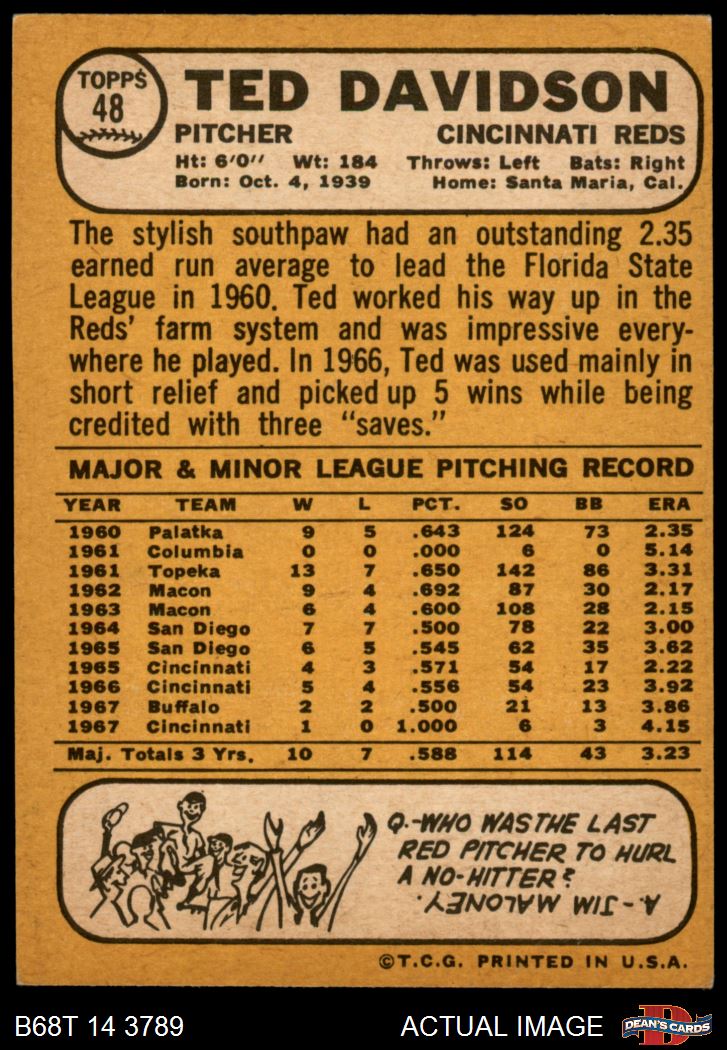 TOPPS
48
TED DAVIDSON
PITCHER CINCINNATI REDS
Ht: 6'0" Wt: 184 Throws: Left Bats: Right
Born: Oct. 4, 1939 Home: Santa Maria, Cal.
The stylish southpaw had an outstanding 2.35
earned run average to lead the Florida State
League in 1960. Ted worked his way up in the
Reds' farm system and was impressive every-
where he played. In 1966, Ted was used mainly in
short relief and picked up 5 wins while being
credited with three "saves."
MAJOR & MINOR LEAGUE PITCHING RECORD
YEAR TEAM W L PCT. SO BB ERA
1960 Palatka 9 5 .643 124 73 2.35
1961 Columbia 0 0 .000 6 0 5.14
1961 Topeka 13 7 .650 142 86 3.31
1962 Macon 9 4 .692 87 30 2.17
1963 Macon 6 4 .600 108 28 2.15
1964 San Diego 7 7 .500 78 22 3.00
1965 San Diego 6 5 .545 62 35 3.62
1965 Cincinnati 4 3 .571 54 17 2.22
1966 Cincinnati 5 4 .556 54 23 3.92
1967 Buffalo 2 2 .500 21 13 3.86
1967 Cincinnati 1 0 1.000 6 3 4.15
Maj. Totals 3 Yrs. 10 7 .588 114 43 3.23
Q.-WHO WAS THE LAST
RED PITCHER TO HURL
A NO-HITTER?
A-JIM MALONEY.
©T.C.G. PRINTED IN U.S.A.
B68T 14 3789 ACTUAL IMAGE
D
DEAN'S CARDS